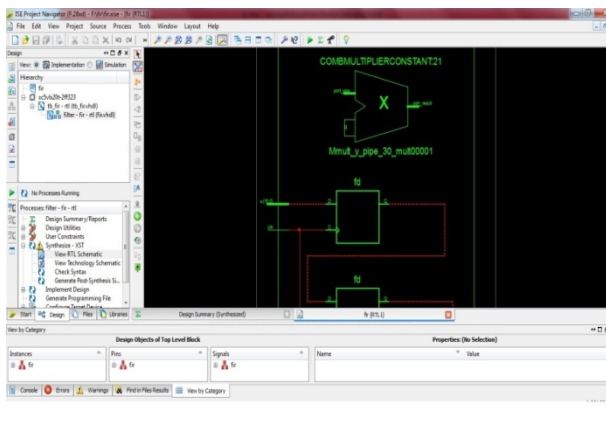 ISE Project Navigator (P.28xd) - F:\fir\fir.xise - [fir (RTL1)]
File Edit View Project Source Process Tools Window Layout Help
Design
View: Implementation Simulation
Hierarchy
fir
tb_fir - rtl (tb_fir.vhdl)
filter - fir - rtl (fir.vhdl)
No Processes Running
Processes: filter - fir - rtl
Design Summary/Reports
Design Utilities
User Constraints
Synthesize - XST
View RTL Schematic
View Technology Schematic
Check Syntax
Generate Post-Synthesis Si...
Implement Design
Generate Programming File
Configure Target Device
COMBMULTIPLIERCONSTANT:21
X
Mmult_y_pipe_30_mult00001
fd
fd
Start Design Files Libraries
Design Summary (Synthesized)
fir (RTL1)
View by Category
Design Objects of Top Level Block
Properties: (No Selection)
Instances Pins Signals Name Value
fir fir fir
Console Errors Warnings Find in Files Results View by Category